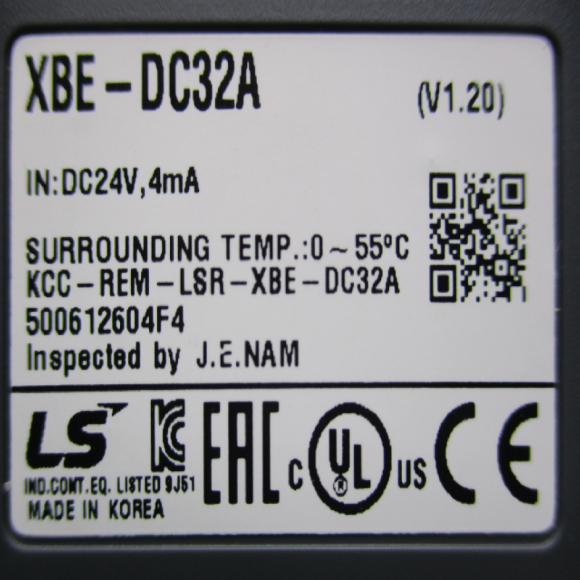 XBE-DC32A (V1.20)
IN:DC24V,4mA
SURROUNDING TEMP.:0~55ºC
KCC-REM-LSR-XBE-DC32A
500612604F4
Inspected by J.E.NAM
LS KC EAC c UL ® US CE
IND.CONT.EQ. LISTED 9J51
MADE IN KOREA